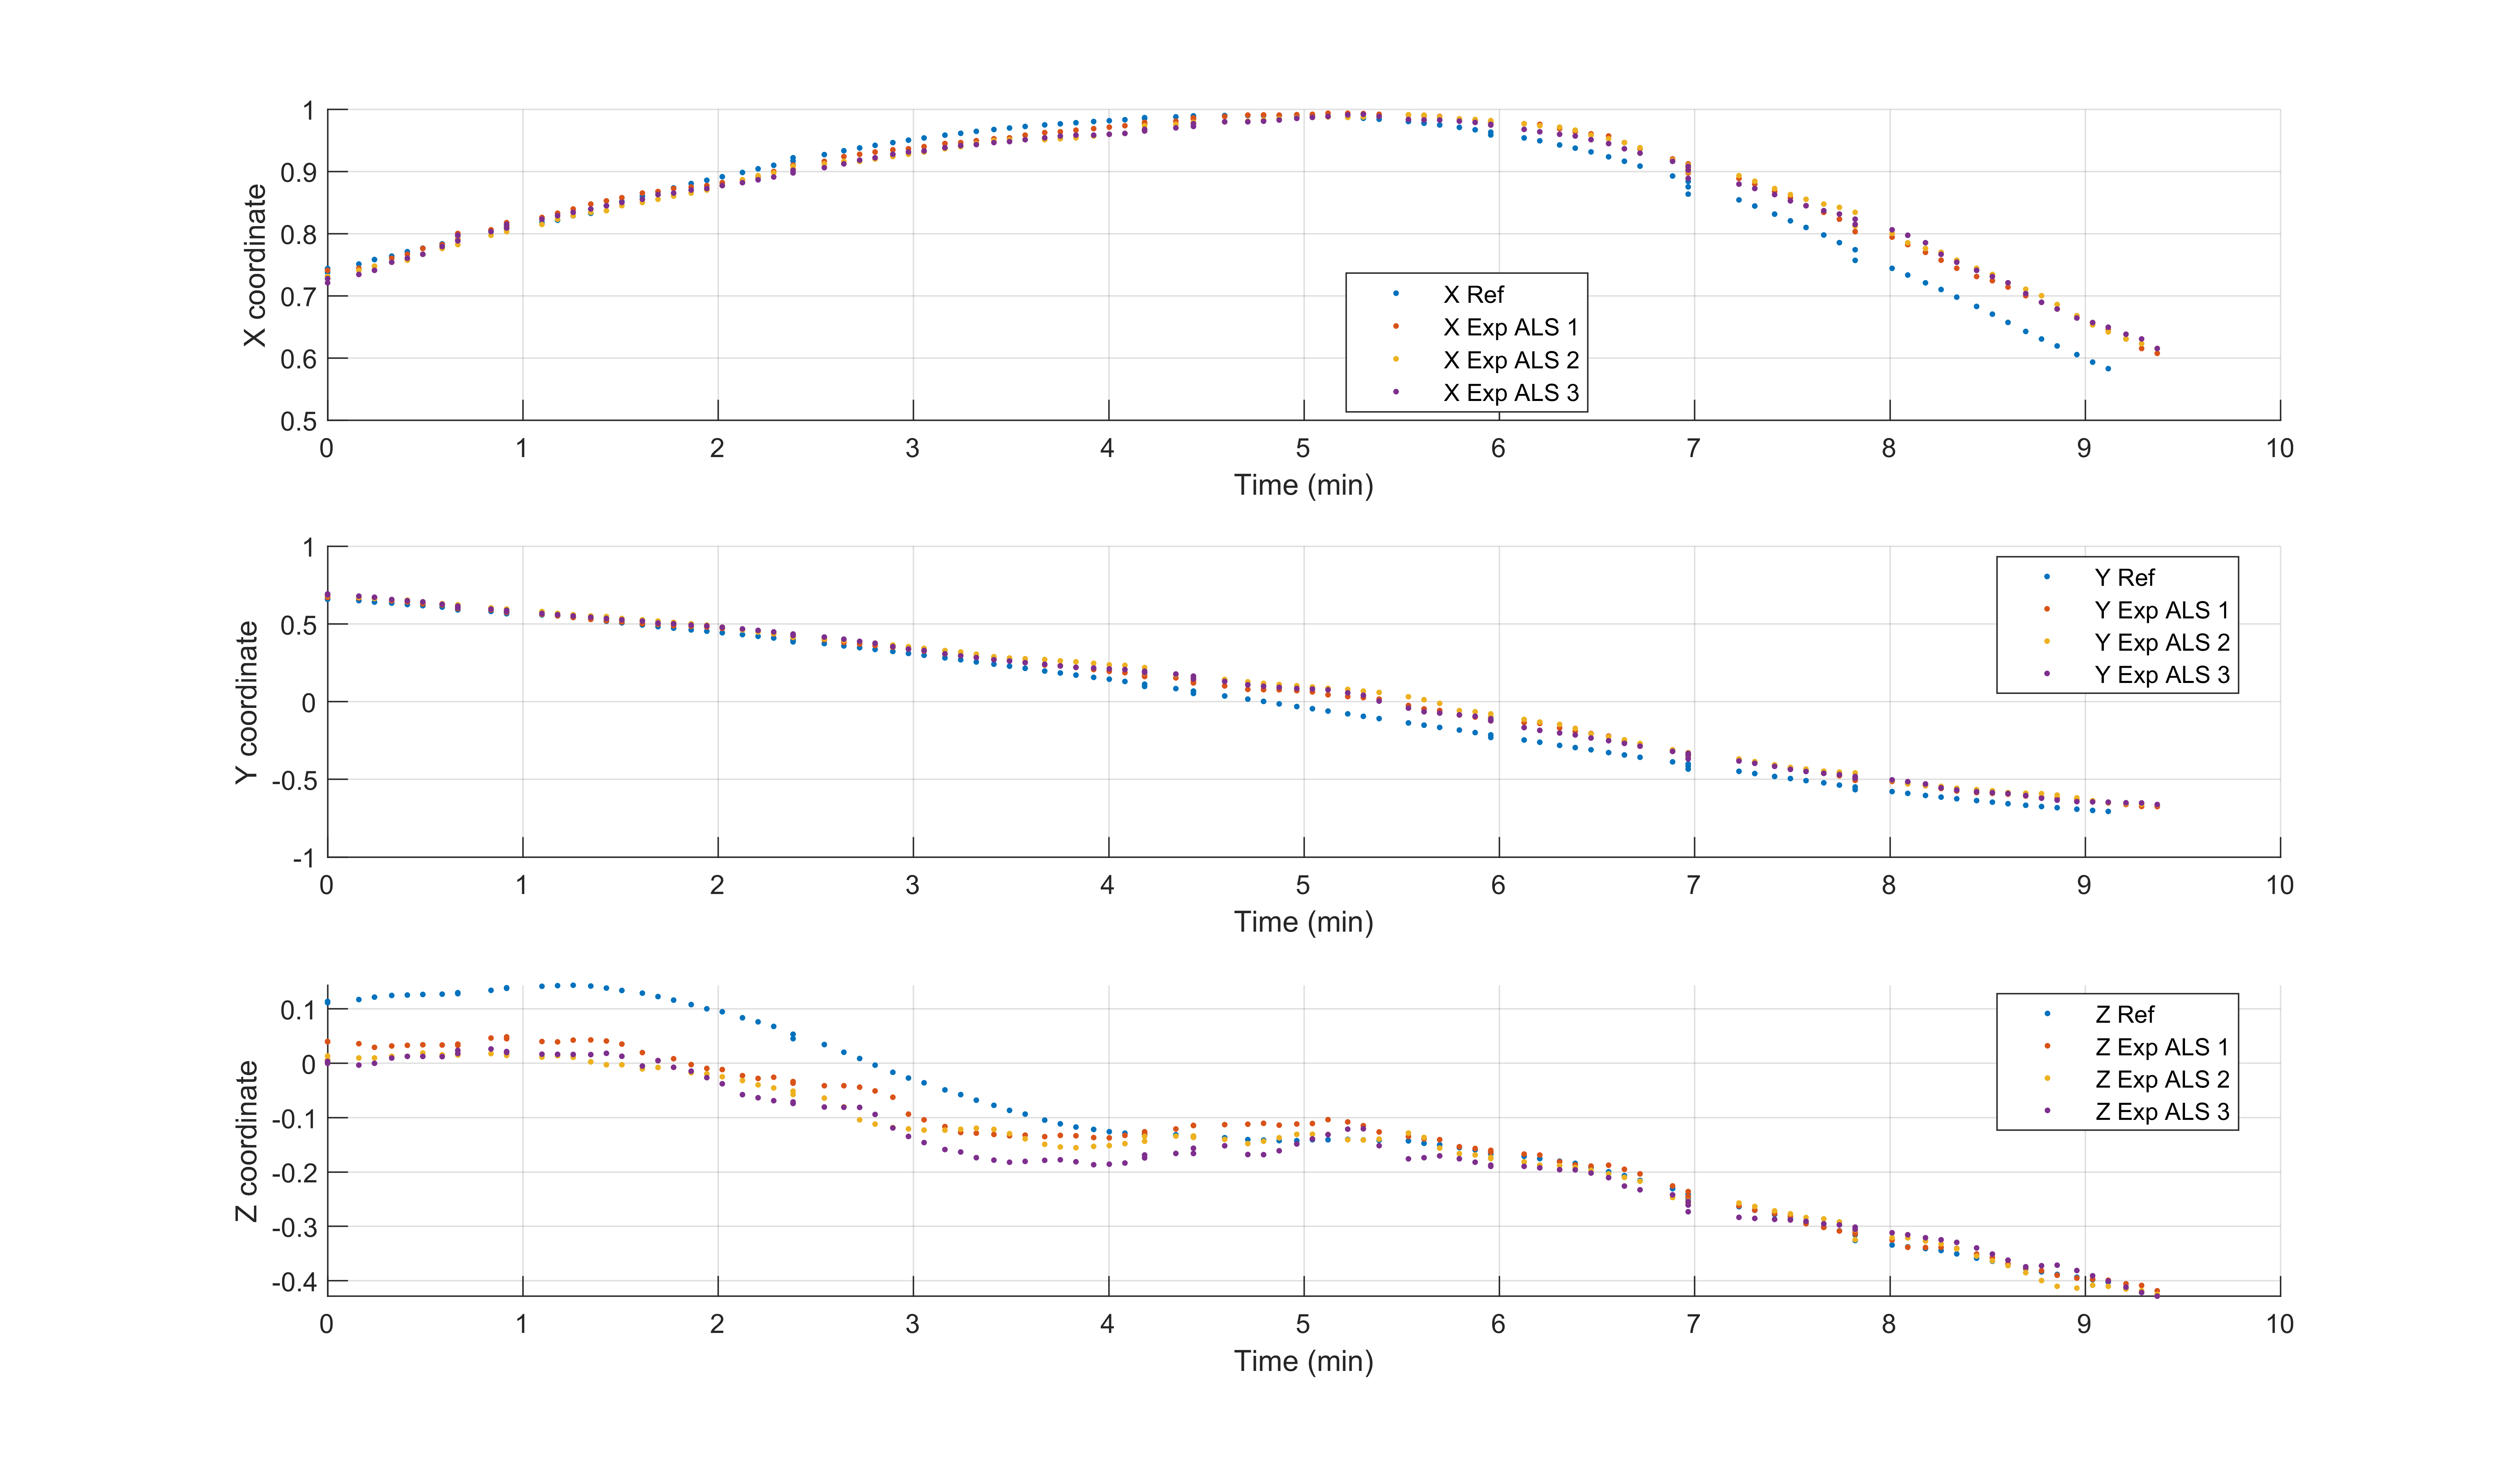 1
0.9
0.8
0.7
0.6
0.5
X coordinate
0 1 2 3 4 5 6 7 8 9 10
Time (min)
X Ref
X Exp ALS 1
X Exp ALS 2
X Exp ALS 3
1
0.5
0
-0.5
-1
Y coordinate
0 1 2 3 4 5 6 7 8 9 10
Time (min)
Y Ref
Y Exp ALS 1
Y Exp ALS 2
Y Exp ALS 3
0.1
0
-0.1
-0.2
-0.3
-0.4
Z coordinate
0 1 2 3 4 5 6 7 8 9 10
Time (min)
Z Ref
Z Exp ALS 1
Z Exp ALS 2
Z Exp ALS 3